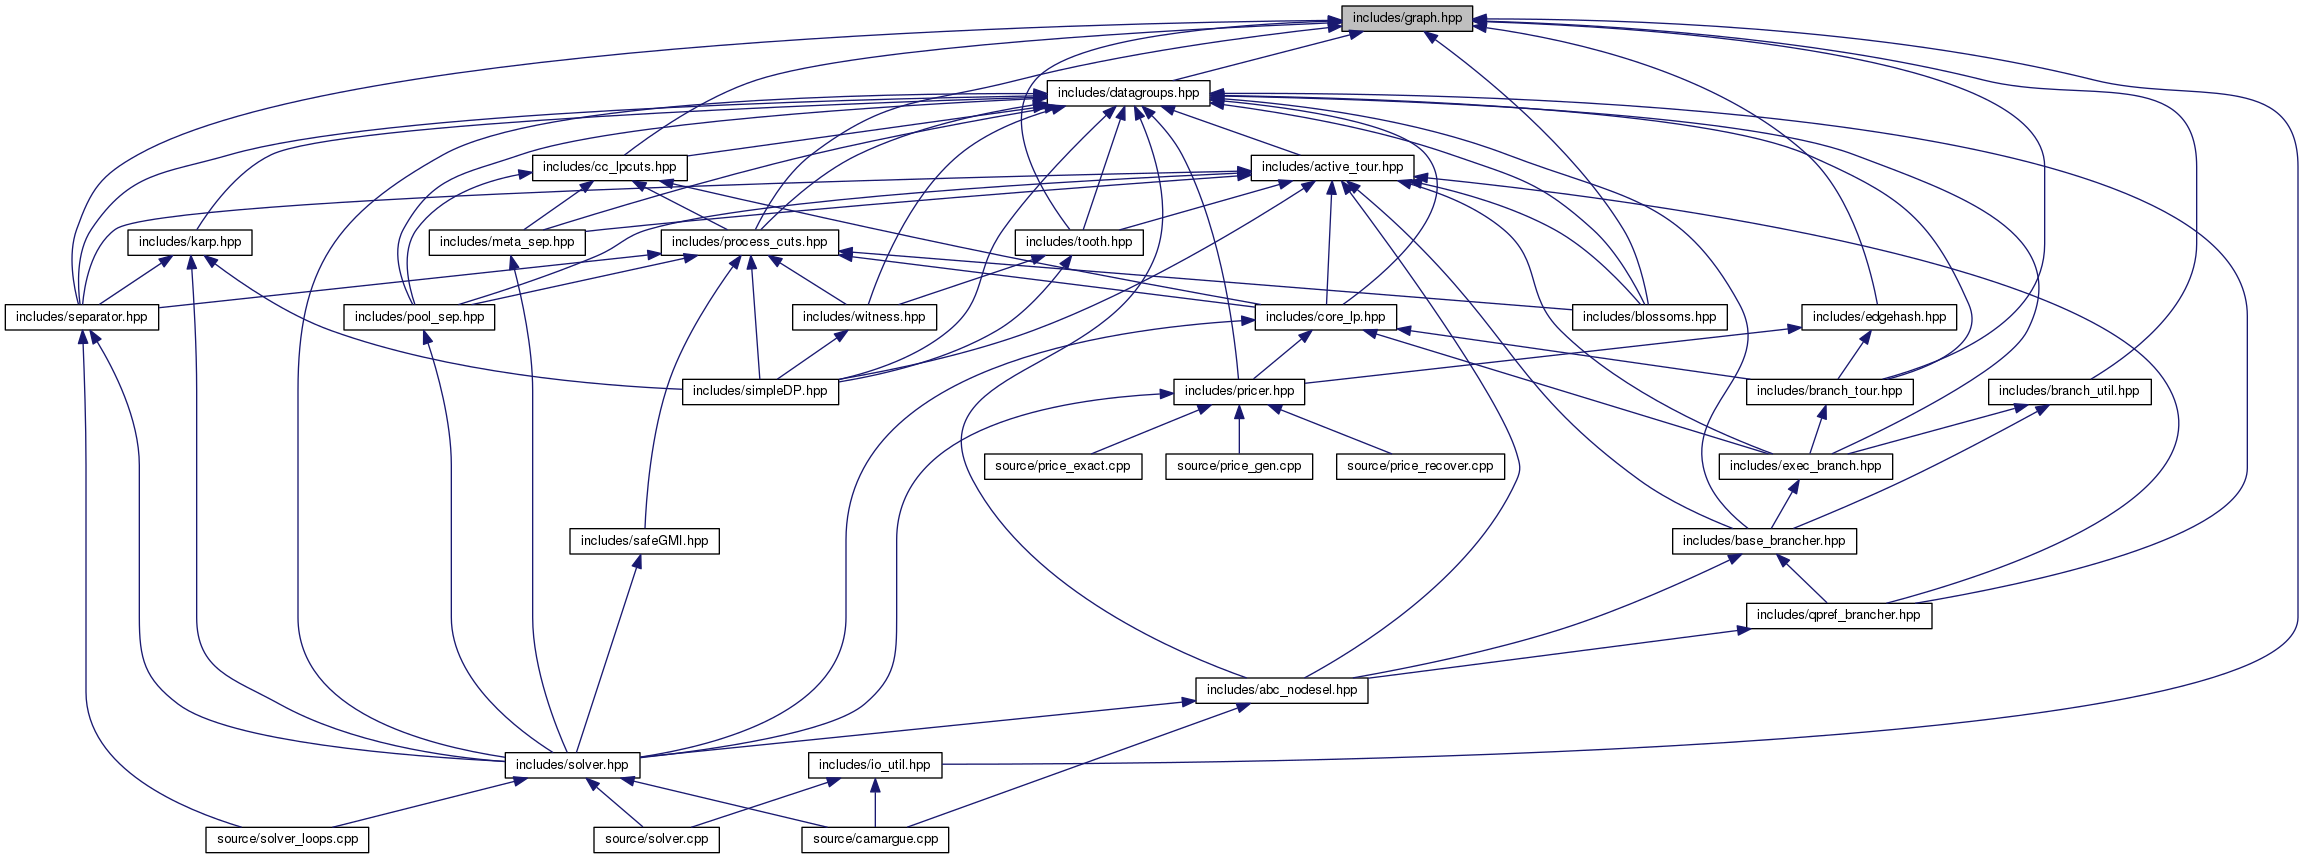 includes/graph.hpp
includes/datagroups.hpp
includes/cc_lpcuts.hpp
includes/active_tour.hpp
includes/karp.hpp
includes/meta_sep.hpp
includes/process_cuts.hpp
includes/tooth.hpp
includes/separator.hpp
includes/pool_sep.hpp
includes/witness.hpp
includes/core_lp.hpp
includes/blossoms.hpp
includes/edgehash.hpp
includes/simpleDP.hpp
includes/pricer.hpp
includes/branch_tour.hpp
includes/branch_util.hpp
source/price_exact.cpp
source/price_gen.cpp
source/price_recover.cpp
includes/exec_branch.hpp
includes/safeGMI.hpp
includes/base_brancher.hpp
includes/qpref_brancher.hpp
includes/abc_nodesel.hpp
includes/solver.hpp
includes/io_util.hpp
source/solver_loops.cpp
source/solver.cpp
source/camargue.cpp